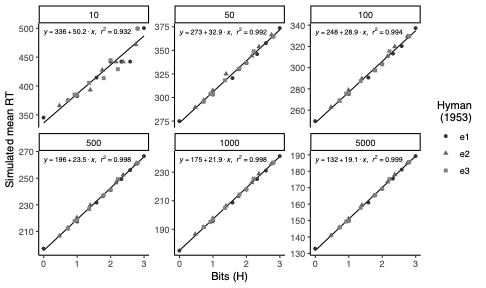 10 50 100
y = 336 + 50.2 · x, r² = 0.932 y = 273 + 32.9 · x, r² = 0.992 y = 248 + 28.9 · x, r² = 0.994
500 375 340
450 350 320
400 325 300
350 300 280
275 260
Simulated mean RT
Hyman
(1953)
e1
e2
e3
500 1000 5000
y = 196 + 23.5 · x, r² = 0.998 y = 175 + 21.9 · x, r² = 0.998 y = 132 + 19.1 · x, r² = 0.999
270 230 190
250 210 180
230 190 170
210 160
150
140
130
0 1 2 3 0 1 2 3 0 1 2 3
Bits (H)